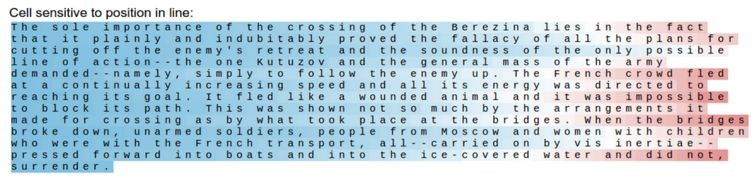 Cell sensitive to position in line:
The sole importance of the crossing of the Berezina lies in the fact
that it plainly and indubitably proved the fallacy of all the plans for
cutting off the enemy's retreat and the soundness of the only possible
line of action--the one Kutuzov and the general mass of the army
demanded--namely, simply to follow the enemy up. The French crowd fled
at a continually increasing speed and all its energy was directed to
reaching its goal. It fled like a wounded animal and it was impossible
to block its path. This was shown not so much by the arrangements it
made for crossing as by what took place at the bridges. When the bridges
broke down, unarmed soldiers, people from Moscow and women with children
who were with the French transport, all--carried on by vis inertiae--
pressed forward into boats and into the ice-covered water and did not,
surrender.